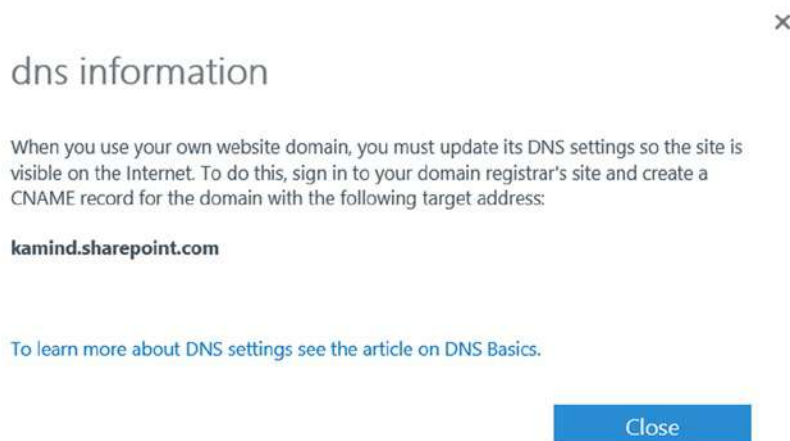 dns information
When you use your own website domain, you must update its DNS settings so the site is
visible on the Internet. To do this, sign in to your domain registrar's site and create a
CNAME record for the domain with the following target address:
kamind.sharepoint.com
To learn more about DNS settings see the article on DNS Basics.
Close